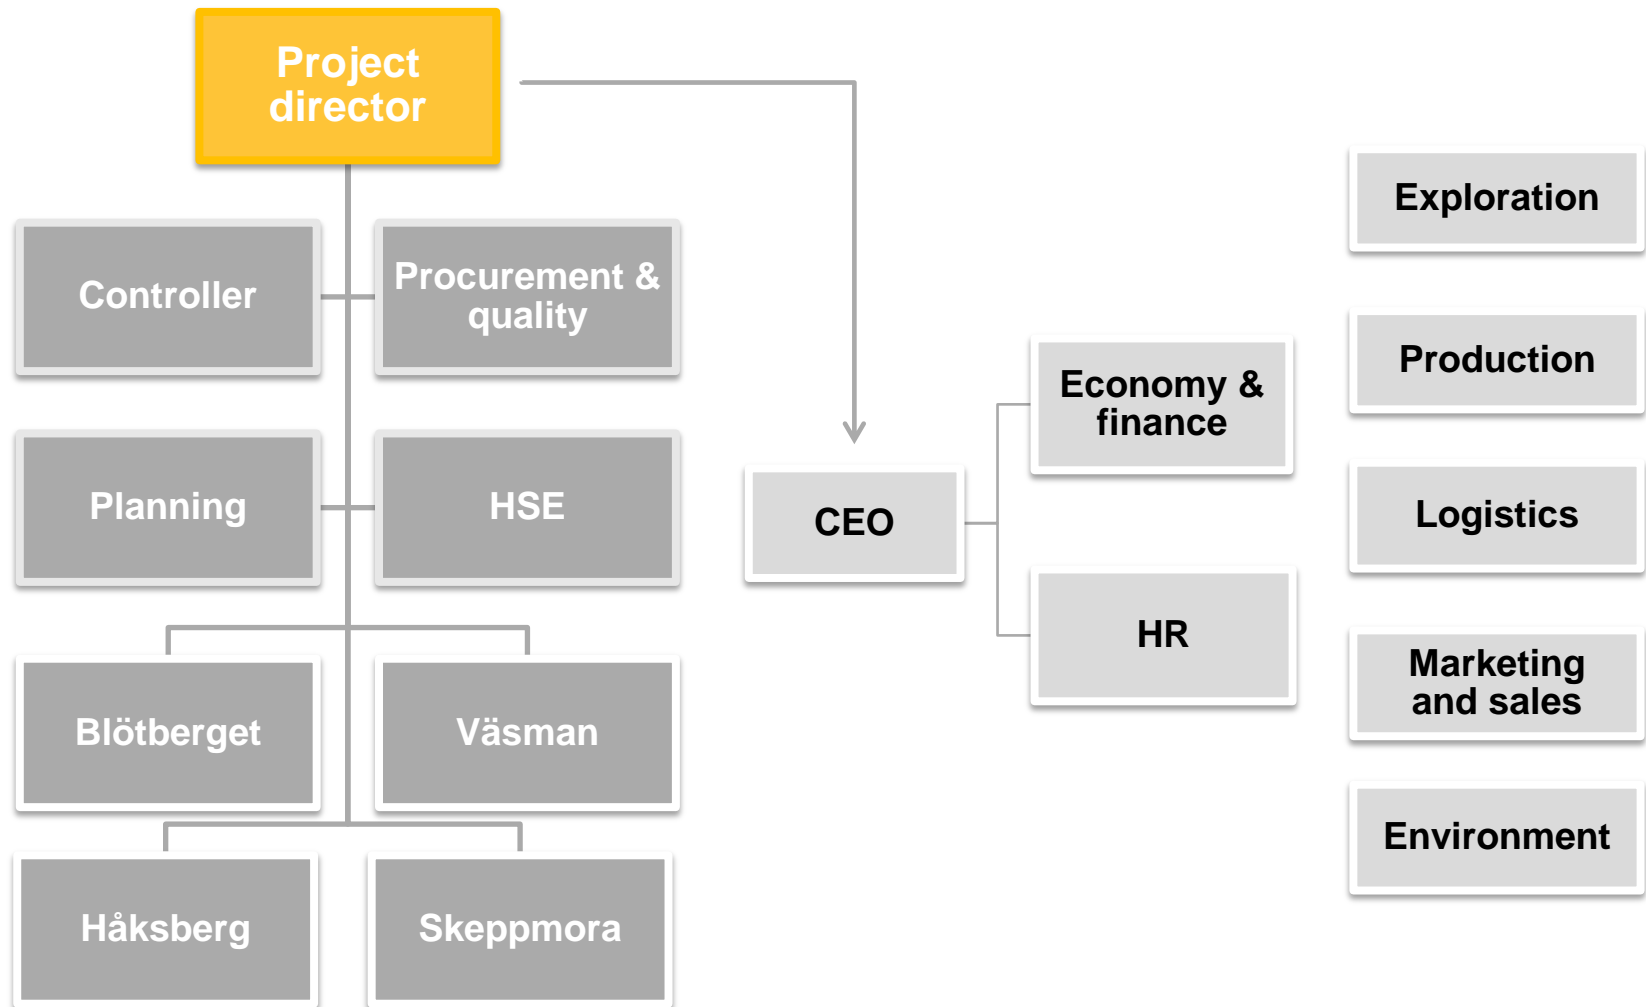 Project
director
Controller
Procurement &
quality
Planning
HSE
Blötberget
Väsman
Håksberg
Skeppmora
CEO
Economy &
finance
HR
Exploration
Production
Logistics
Marketing
and sales
Environment